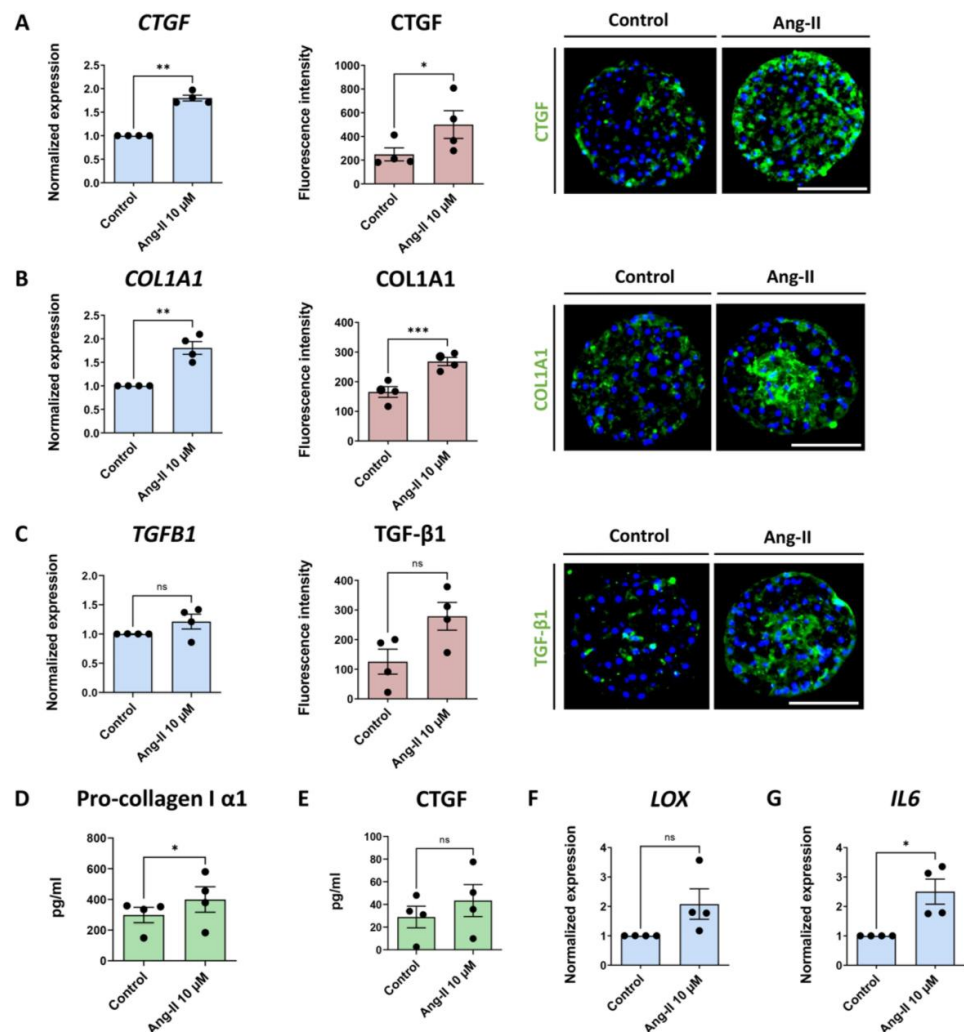 A
CTGF
Normalized expression
2.5
2.0
1.5
1.0
0.5
0.0
**
Control
Ang-II 10 µM
CTGF
Fluorescence intensity
1000
800
600
400
200
0
*
Control
Ang-II 10 µM
Control
Ang-II
CTGF
B
COL1A1
Normalized expression
2.5
2.0
1.5
1.0
0.5
0.0
**
Control
Ang-II 10 µM
COL1A1
Fluorescence intensity
400
300
200
100
0
***
Control
Ang-II 10 µM
Control
Ang-II
COL1A1
C
TGFB1
Normalized expression
2.0
1.5
1.0
0.5
0.0
ns
Control
Ang-II 10 µM
TGF-β1
Fluorescence intensity
400
300
200
100
0
ns
Control
Ang-II 10 µM
Control
Ang-II
TGF-β1
D
Pro-collagen I α1
pg/ml
800
600
400
300
0
*
Control
Ang-II 10 µM
E
CTGF
pg/ml
100
80
60
40
20
0
ns
Control
Ang-II 10 µM
F
LOX
Normalized expression
4
3
2
1
0
ns
Control
Ang-II 10 µM
G
IL6
Normalized expression
4
3
2
1
0
*
Control
Ang-II 10 µM